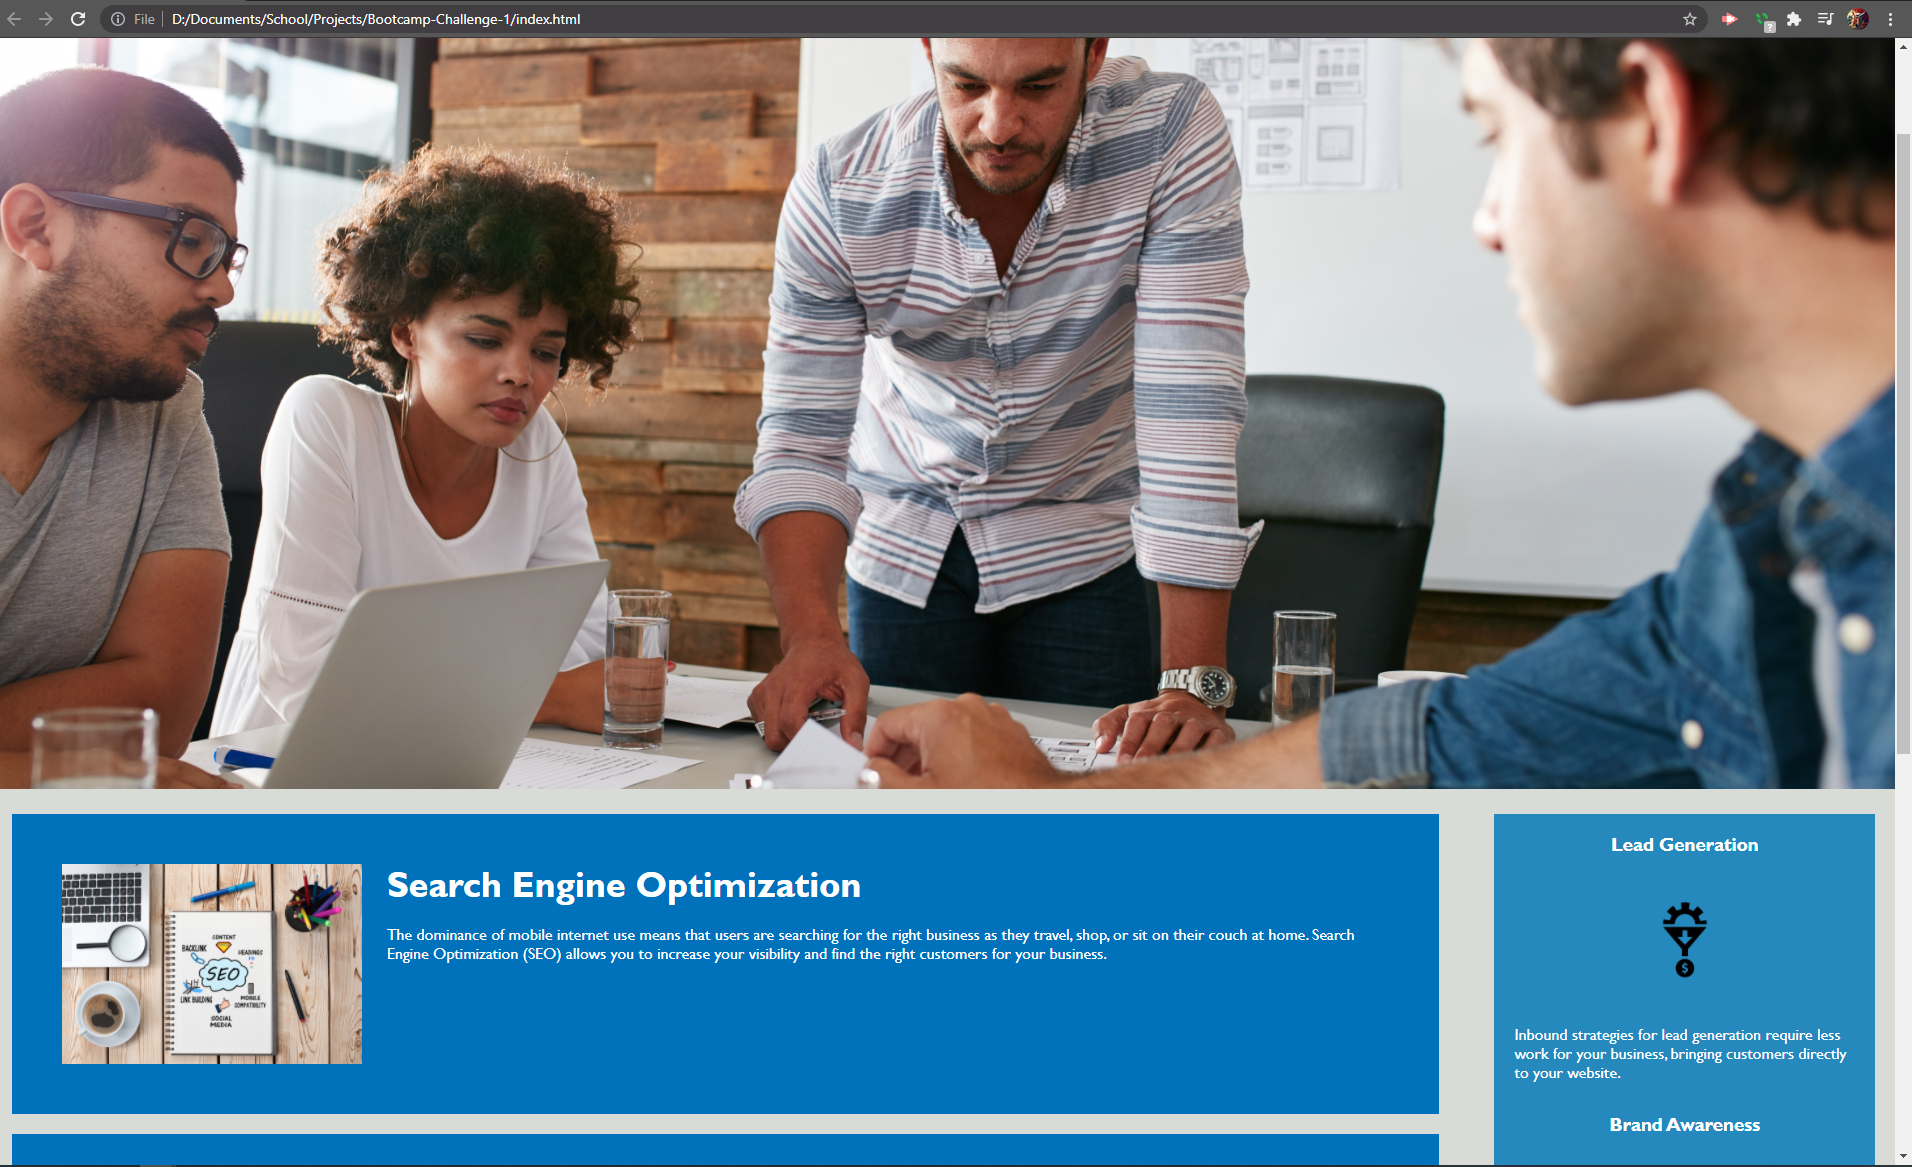 File
D:/Documents/School/Projects/Bootcamp-Challenge-1/index.html
Search Engine Optimization
The dominance of mobile internet use means that users are searching for the right business as they travel, shop, or sit on their couch at home. Search
Engine Optimization (SEO) allows you to increase your visibility and find the right customers for your business.
CONTENT
BACKLINK
HEADINGS
SEO
LINK BUILDING
MOBILE
COMPATIBILITY
SOCIAL
MEDIA
Lead Generation
$
Inbound strategies for lead generation require less
work for your business, bringing customers directly
to your website.
Brand Awareness